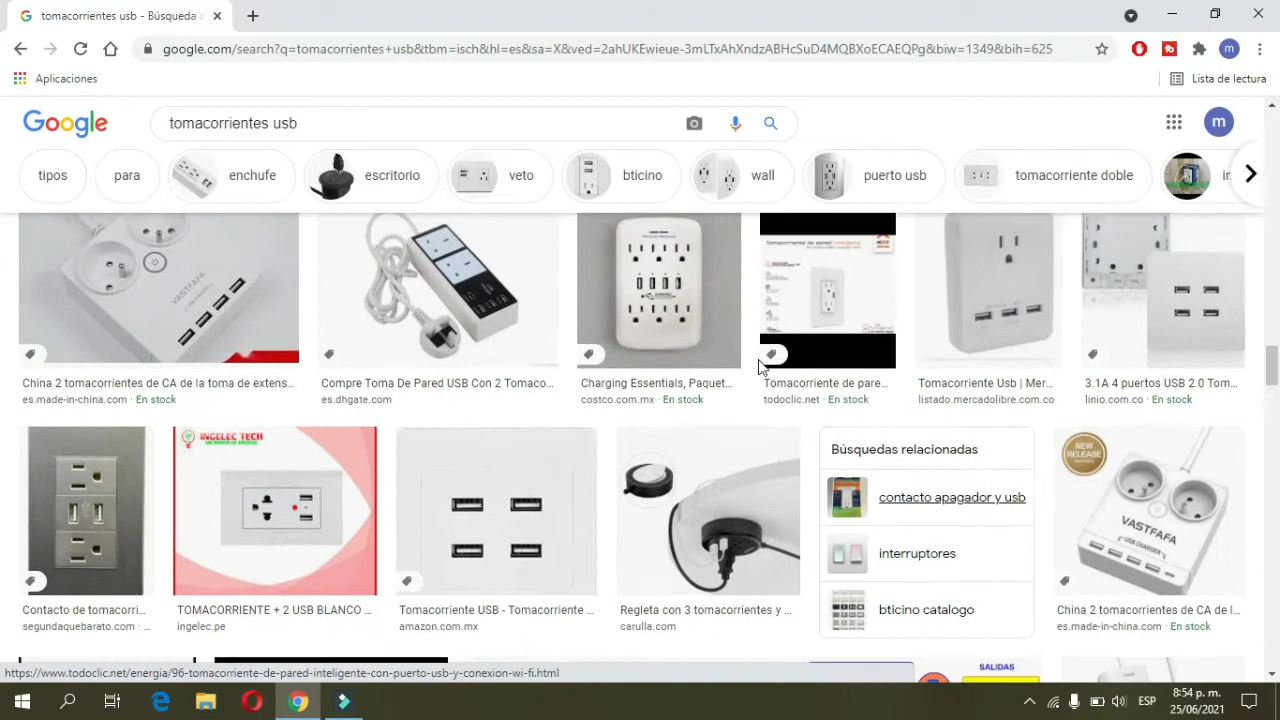 tomacorrientes usb - Búsqueda d
google.com/search?q=tomacorrientes+usb&tbm=isch&hl=es&sa=X&ved=2ahUKEwieue-3mLTxAhXndzABHcSuD4MQBXoECAEQPg&biw=1349&bih=625
m
Aplicaciones
Lista de lectura
Google
tomacorrientes usb
m
tipos
para
enchufe
escritorio
veto
bticino
wall
puerto usb
tomacorriente doble
VASTFAFA
China 2 tomacorrientes de CA de la toma de extens...
es.made-in-china.com · En stock
Compre Toma De Pared USB Con 2 Tomaco...
es.dhgate.com
Charging Essentials, Paquet...
costco.com.mx · En stock
Tomacorriente de pare...
todoclic.net · En stock
Tomacorriente Usb | Mer...
listado.mercadolibre.com.co
3.1A 4 puertos USB 2.0 Tom...
linio.com.co · En stock
INGELEC TECH
Búsquedas relacionadas
contacto apagador y usb
interruptores
bticino catalogo
NEW
RELEASE
VASTFAFA
USB CHARGER
Contacto de tomacorri...
segundaquebarato.com · ...
TOMACORRIENTE + 2 USB BLANCO ...
ingelec.pe
Tomacorriente USB - Tomacorriente ...
amazon.com.mx
Regleta con 3 tomacorrientes y ...
carulla.com
China 2 tomacorrientes de CA de l...
es.made-in-china.com · En stock
SALIDAS
https://www.todoclic.net/energia/96-tomacorriente-de-pared-inteligente-con-puerto-usb-y-conexion-wi-fi.html
ESP
8:54 p. m.
25/06/2021